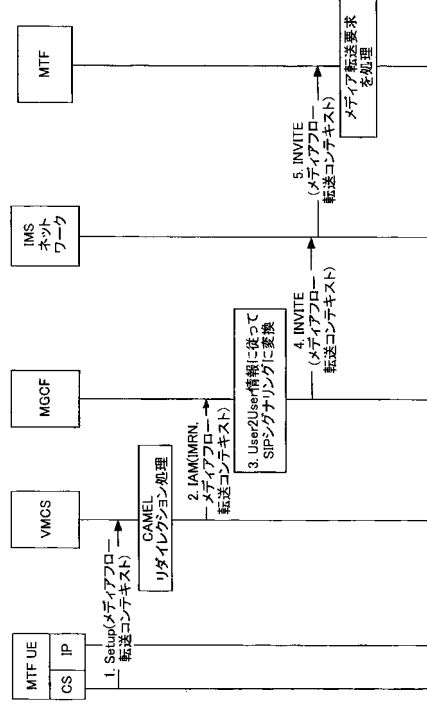 MTF UE
CS
IP
VMCS
MGCF
IMS
ネット
ワーク
MTF
1. Setup(メディアフロー
転送コンテキスト)
CAMEL
リダイレクション処理
2. IAM(IMRN,
メディアフロー
転送コンテキスト)
3. User2User情報に従って
SIPシグナリングに変換
4. INVITE
(メディアフロー
転送コンテキスト)
5. INVITE
(メディアフロー
転送コンテキスト)
メディア転送要求
を処理